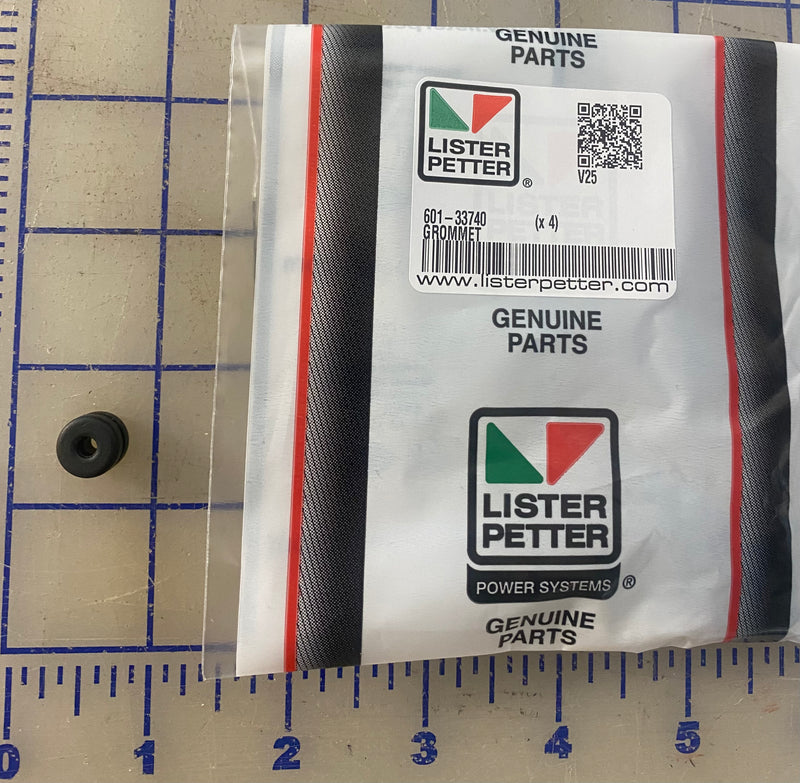 GENUINE
PARTS
LISTER
PETTER
®
V25
601-33740 (x 4)
GROMMET
www.listerpetter.com
GENUINE
PARTS
LISTER
PETTER
POWER SYSTEMS ®
GENUINE
PARTS
0 1 2 3 4 5